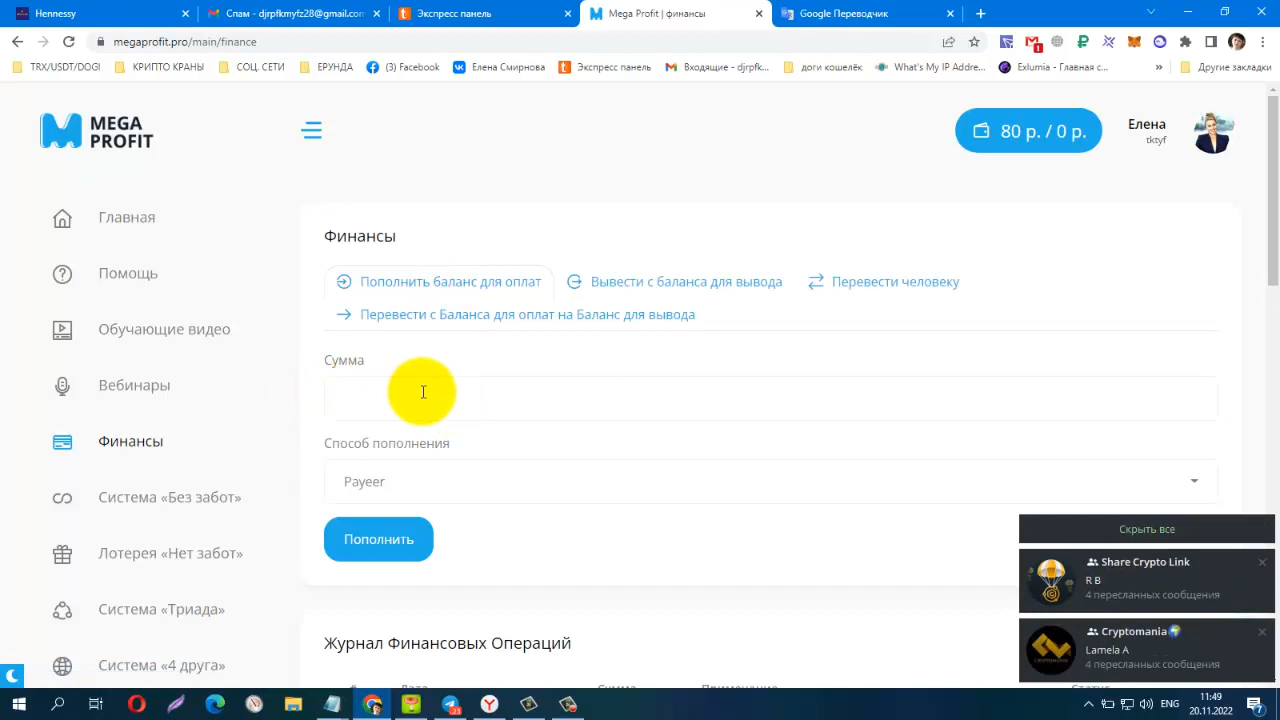 Hennessy
Спам - djrpfkmyfz28@gmail.com
Экспресс панель
Mega Profit | финансы
Google Переводчик
megaprofit.pro/main/finance
1
TRX/USDT/DOGI
КРИПТО КРАНЫ
СОЦ. СЕТИ
ЕРУНДА
(3) Facebook
Елена Смирнова
Экспресс панель
Входящие - djrpfk...
доги кошелёк
What's My IP Addre...
Exlumia - Главная с...
»
Другие закладки
MEGA
PROFIT
80 р. / 0 р.
Елена
tktyf
Главная
Помощь
Обучающие видео
Вебинары
Финансы
Система «Без забот»
Лотерея «Нет забот»
Система «Триада»
Система «4 друга»
Финансы
Пополнить баланс для оплат
Вывести с баланса для вывода
Перевести человеку
Перевести с Баланса для оплат на Баланс для вывода
Сумма
Способ пополнения
Payeer
Пополнить
Журнал Финансовых Операций
Дата
Сумма
Примечание
Статус
Скрыть все
Share Crypto Link
R B
4 пересланных сообщения
Cryptomania
Lamela A
4 пересланных сообщения
ENG
11:49
20.11.2022